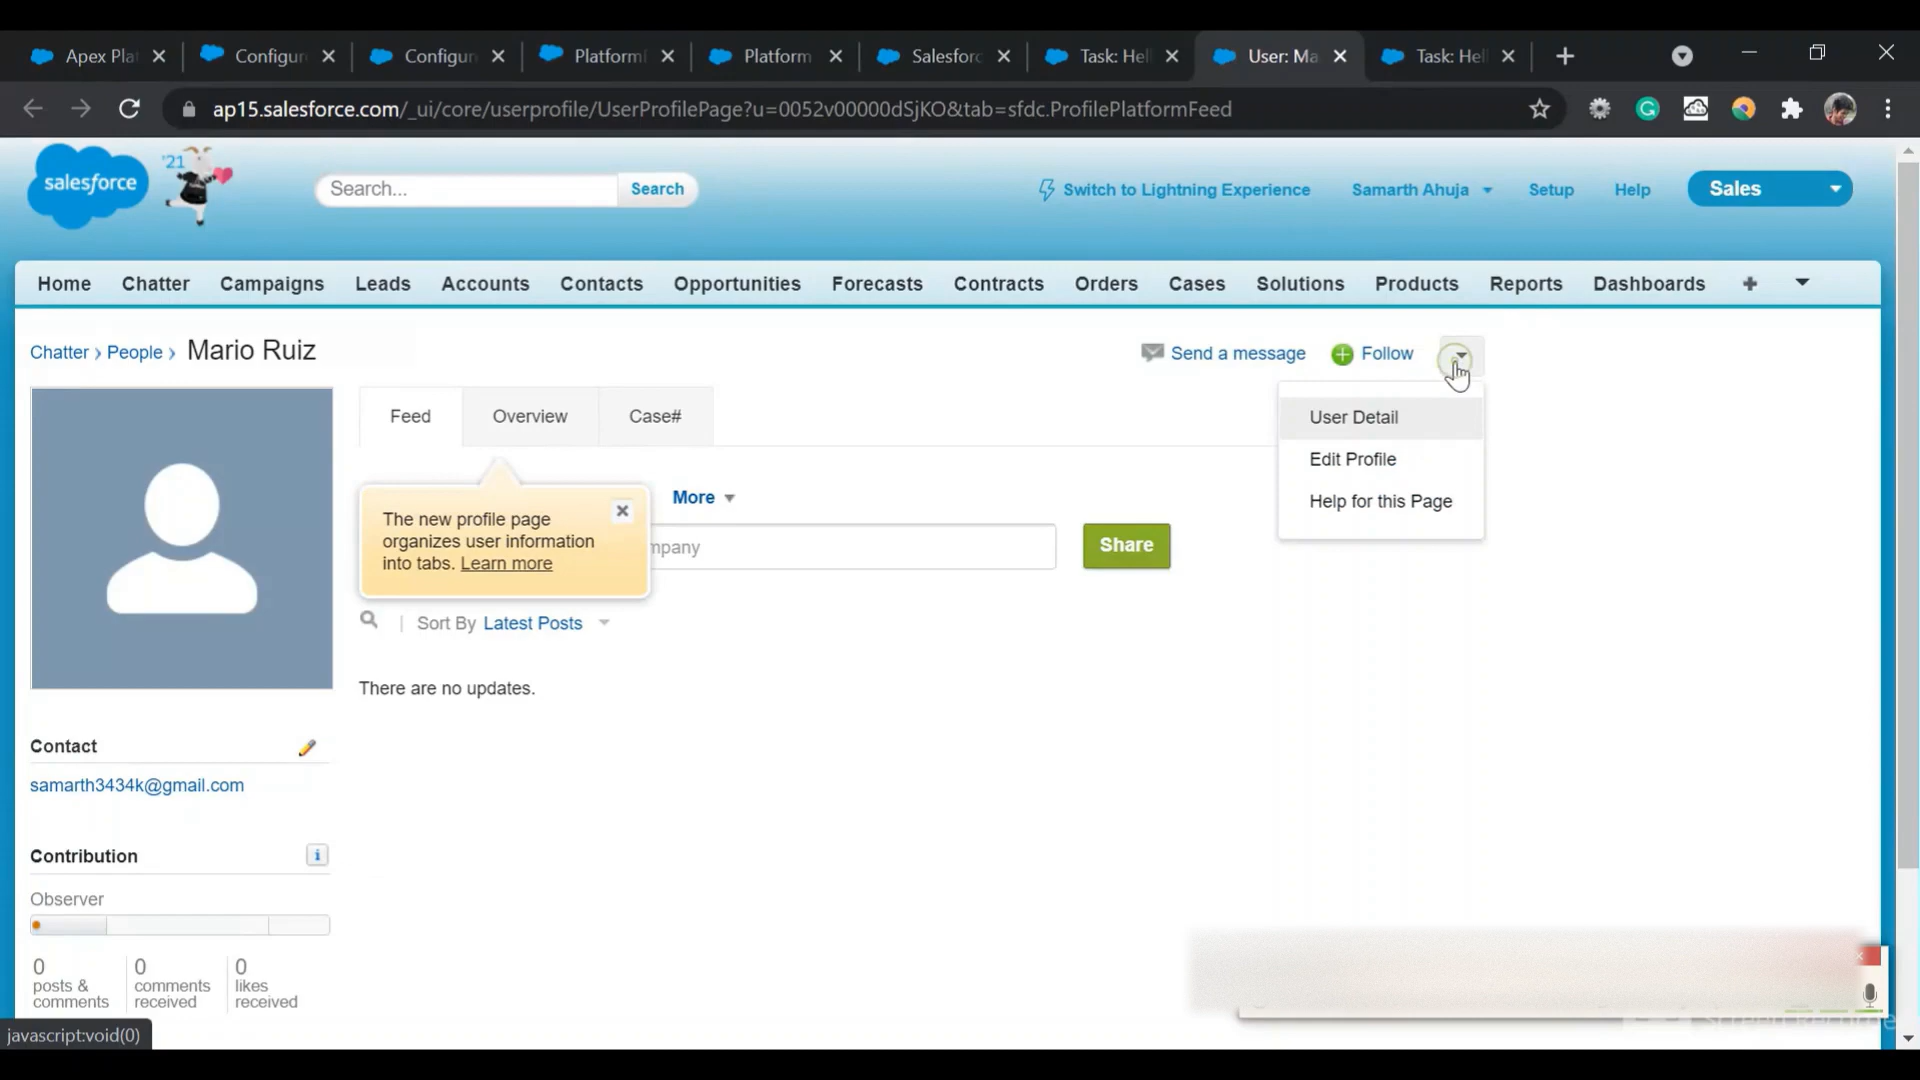 Apex Pla
Configur
Configun
Platform
Platform
Salesforc
Task: Hel
User: Ma
Task: Hel
ap15.salesforce.com/_ui/core/userprofile/UserProfilePage?u=0052v00000dSjKO&tab=sfdc.ProfilePlatformFeed
salesforce
'21
Search...
Search
Switch to Lightning Experience
Samarth Ahuja
Setup
Help
Sales
Home Chatter Campaigns Leads Accounts Contacts Opportunities Forecasts Contracts Orders Cases Solutions Products Reports Dashboards
Chatter › People › Mario Ruiz
Send a message
Follow
User Detail
Edit Profile
Help for this Page
Feed
Overview
Case#
More
The new profile page
organizes user information
into tabs. Learn more
mpany
Share
Sort By Latest Posts
There are no updates.
Contact
samarth3434k@gmail.com
Contribution
Observer
0
posts &
comments
0
comments
received
0
likes
received
javascript:void(0)